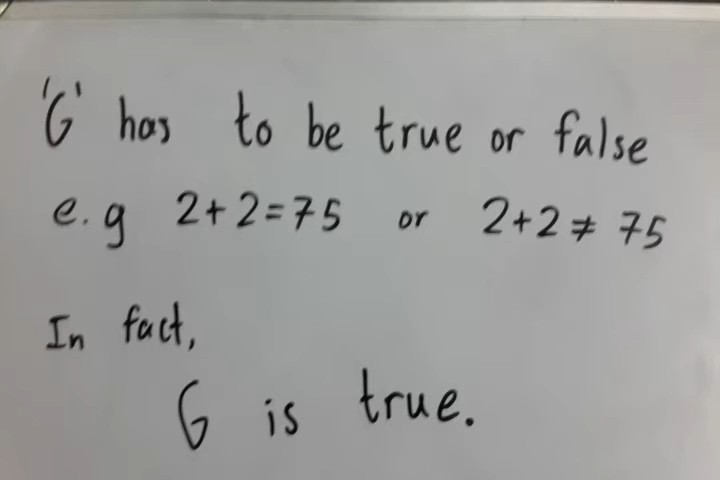 'G' has to be true or false
e.g 2+2=75 or 2+2≠75
In fact,
G is true.